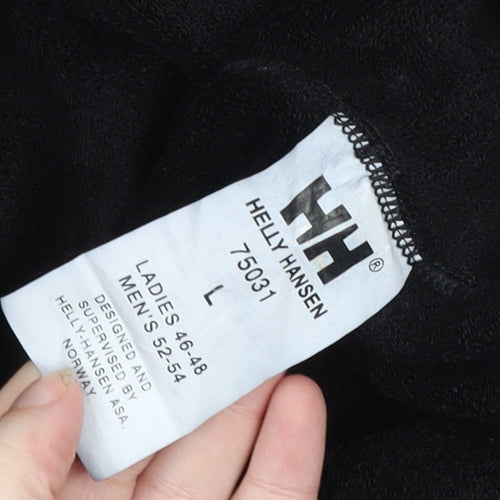 HH®
HELLY HANSEN
75031
L
LADIES 46-48
MEN'S 52-54
DESIGNED AND
SUPERVISED BY
HELLY-HANSEN ASA,
NORWAY